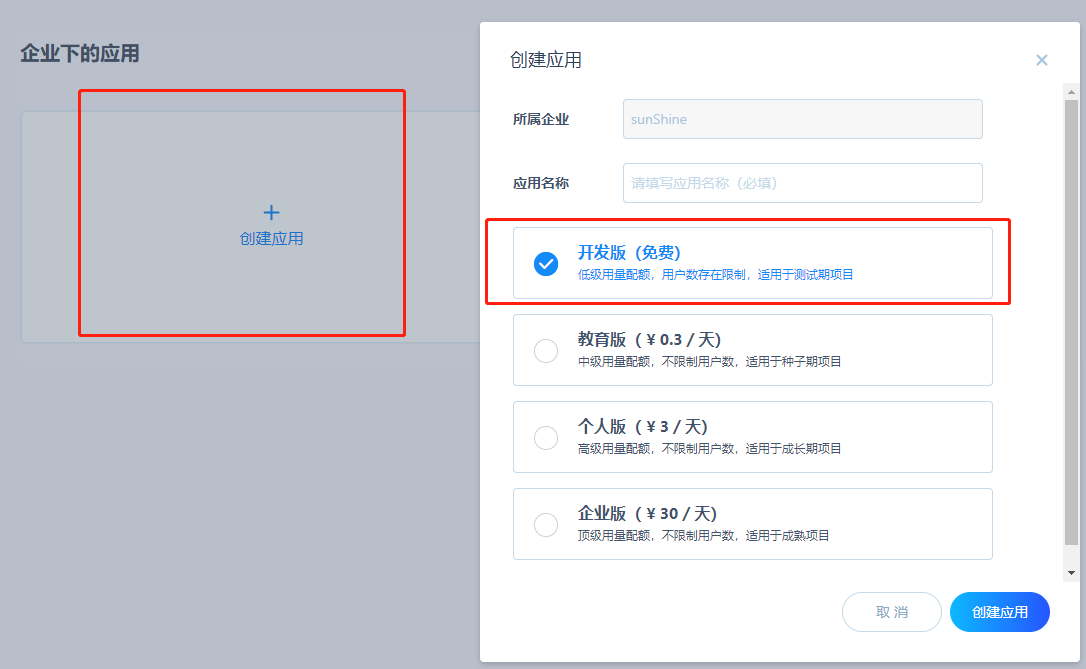 企业下的应用
创建应用
创建应用
所属企业
sunShine
应用名称
请填写应用名称（必填）
开发版（免费）
低级用量配额，用户数存在限制，适用于测试期项目
教育版（ ¥ 0.3 / 天）
中级用量配额，不限制用户数，适用于种子期项目
个人版（ ¥ 3 / 天）
高级用量配额，不限制用户数，适用于成长期项目
企业版（ ¥ 30 / 天）
顶级用量配额，不限制用户数，适用于成熟项目
取 消
创建应用